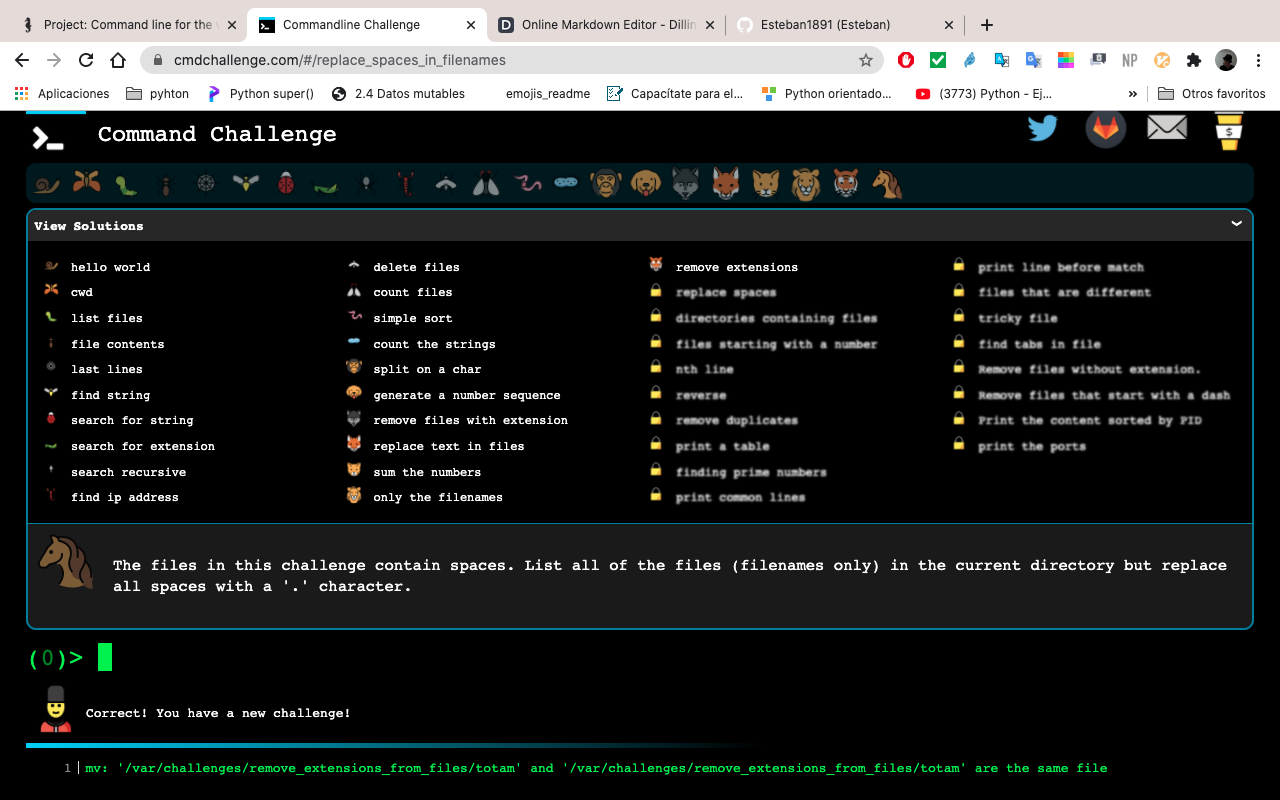 Project: Command line for the
Commandline Challenge
Online Markdown Editor - Dillin
Esteban1891 (Esteban)
cmdchallenge.com/#/replace_spaces_in_filenames
NP
Aplicaciones
pyhton
Python super()
2.4 Datos mutables
emojis_readme
Capacítate para el...
Python orientado...
(3773) Python - Ej...
»
Otros favoritos
Command Challenge
View Solutions
hello world
cwd
list files
file contents
last lines
find string
search for string
search for extension
search recursive
find ip address
delete files
count files
simple sort
count the strings
split on a char
generate a number sequence
remove files with extension
replace text in files
sum the numbers
only the filenames
remove extensions
replace spaces
directories containing files
files starting with a number
nth line
reverse
remove duplicates
print a table
finding prime numbers
print common lines
print line before match
files that are different
tricky file
find tabs in file
Remove files without extension.
Remove files that start with a dash
Print the content sorted by PID
print the ports
The files in this challenge contain spaces. List all of the files (filenames only) in the current directory but replace
all spaces with a '.' character.
(0)>
Correct! You have a new challenge!
1 mv: '/var/challenges/remove_extensions_from_files/totam' and '/var/challenges/remove_extensions_from_files/totam' are the same file